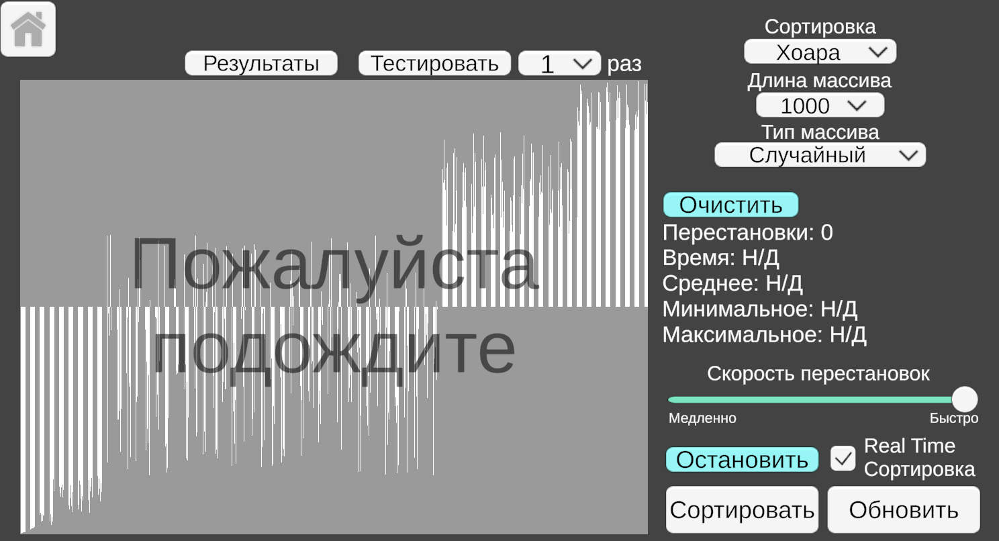 Результаты
Тестировать
1
раз
Пожалуйста
подождите
Сортировка
Хоара
Длина массива
1000
Тип массива
Случайный
Очистить
Перестановки: 0
Время: Н/Д
Среднее: Н/Д
Минимальное: Н/Д
Максимальное: Н/Д
Скорость перестановок
Медленно
Быстро
Остановить
Real Time
Сортировка
Сортировать
Обновить